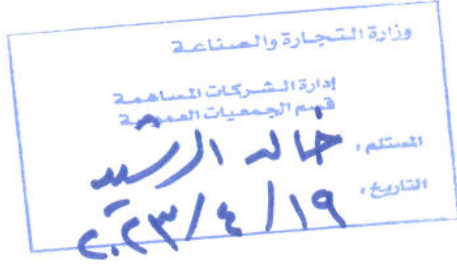 وزارة التجارة والصناعة
إدارة الشركات المساهمة
قسم الجمعيات العمومية
المستلم، خالد الرشيد
التاريخ، ٢٠٢٣/٤/١٩